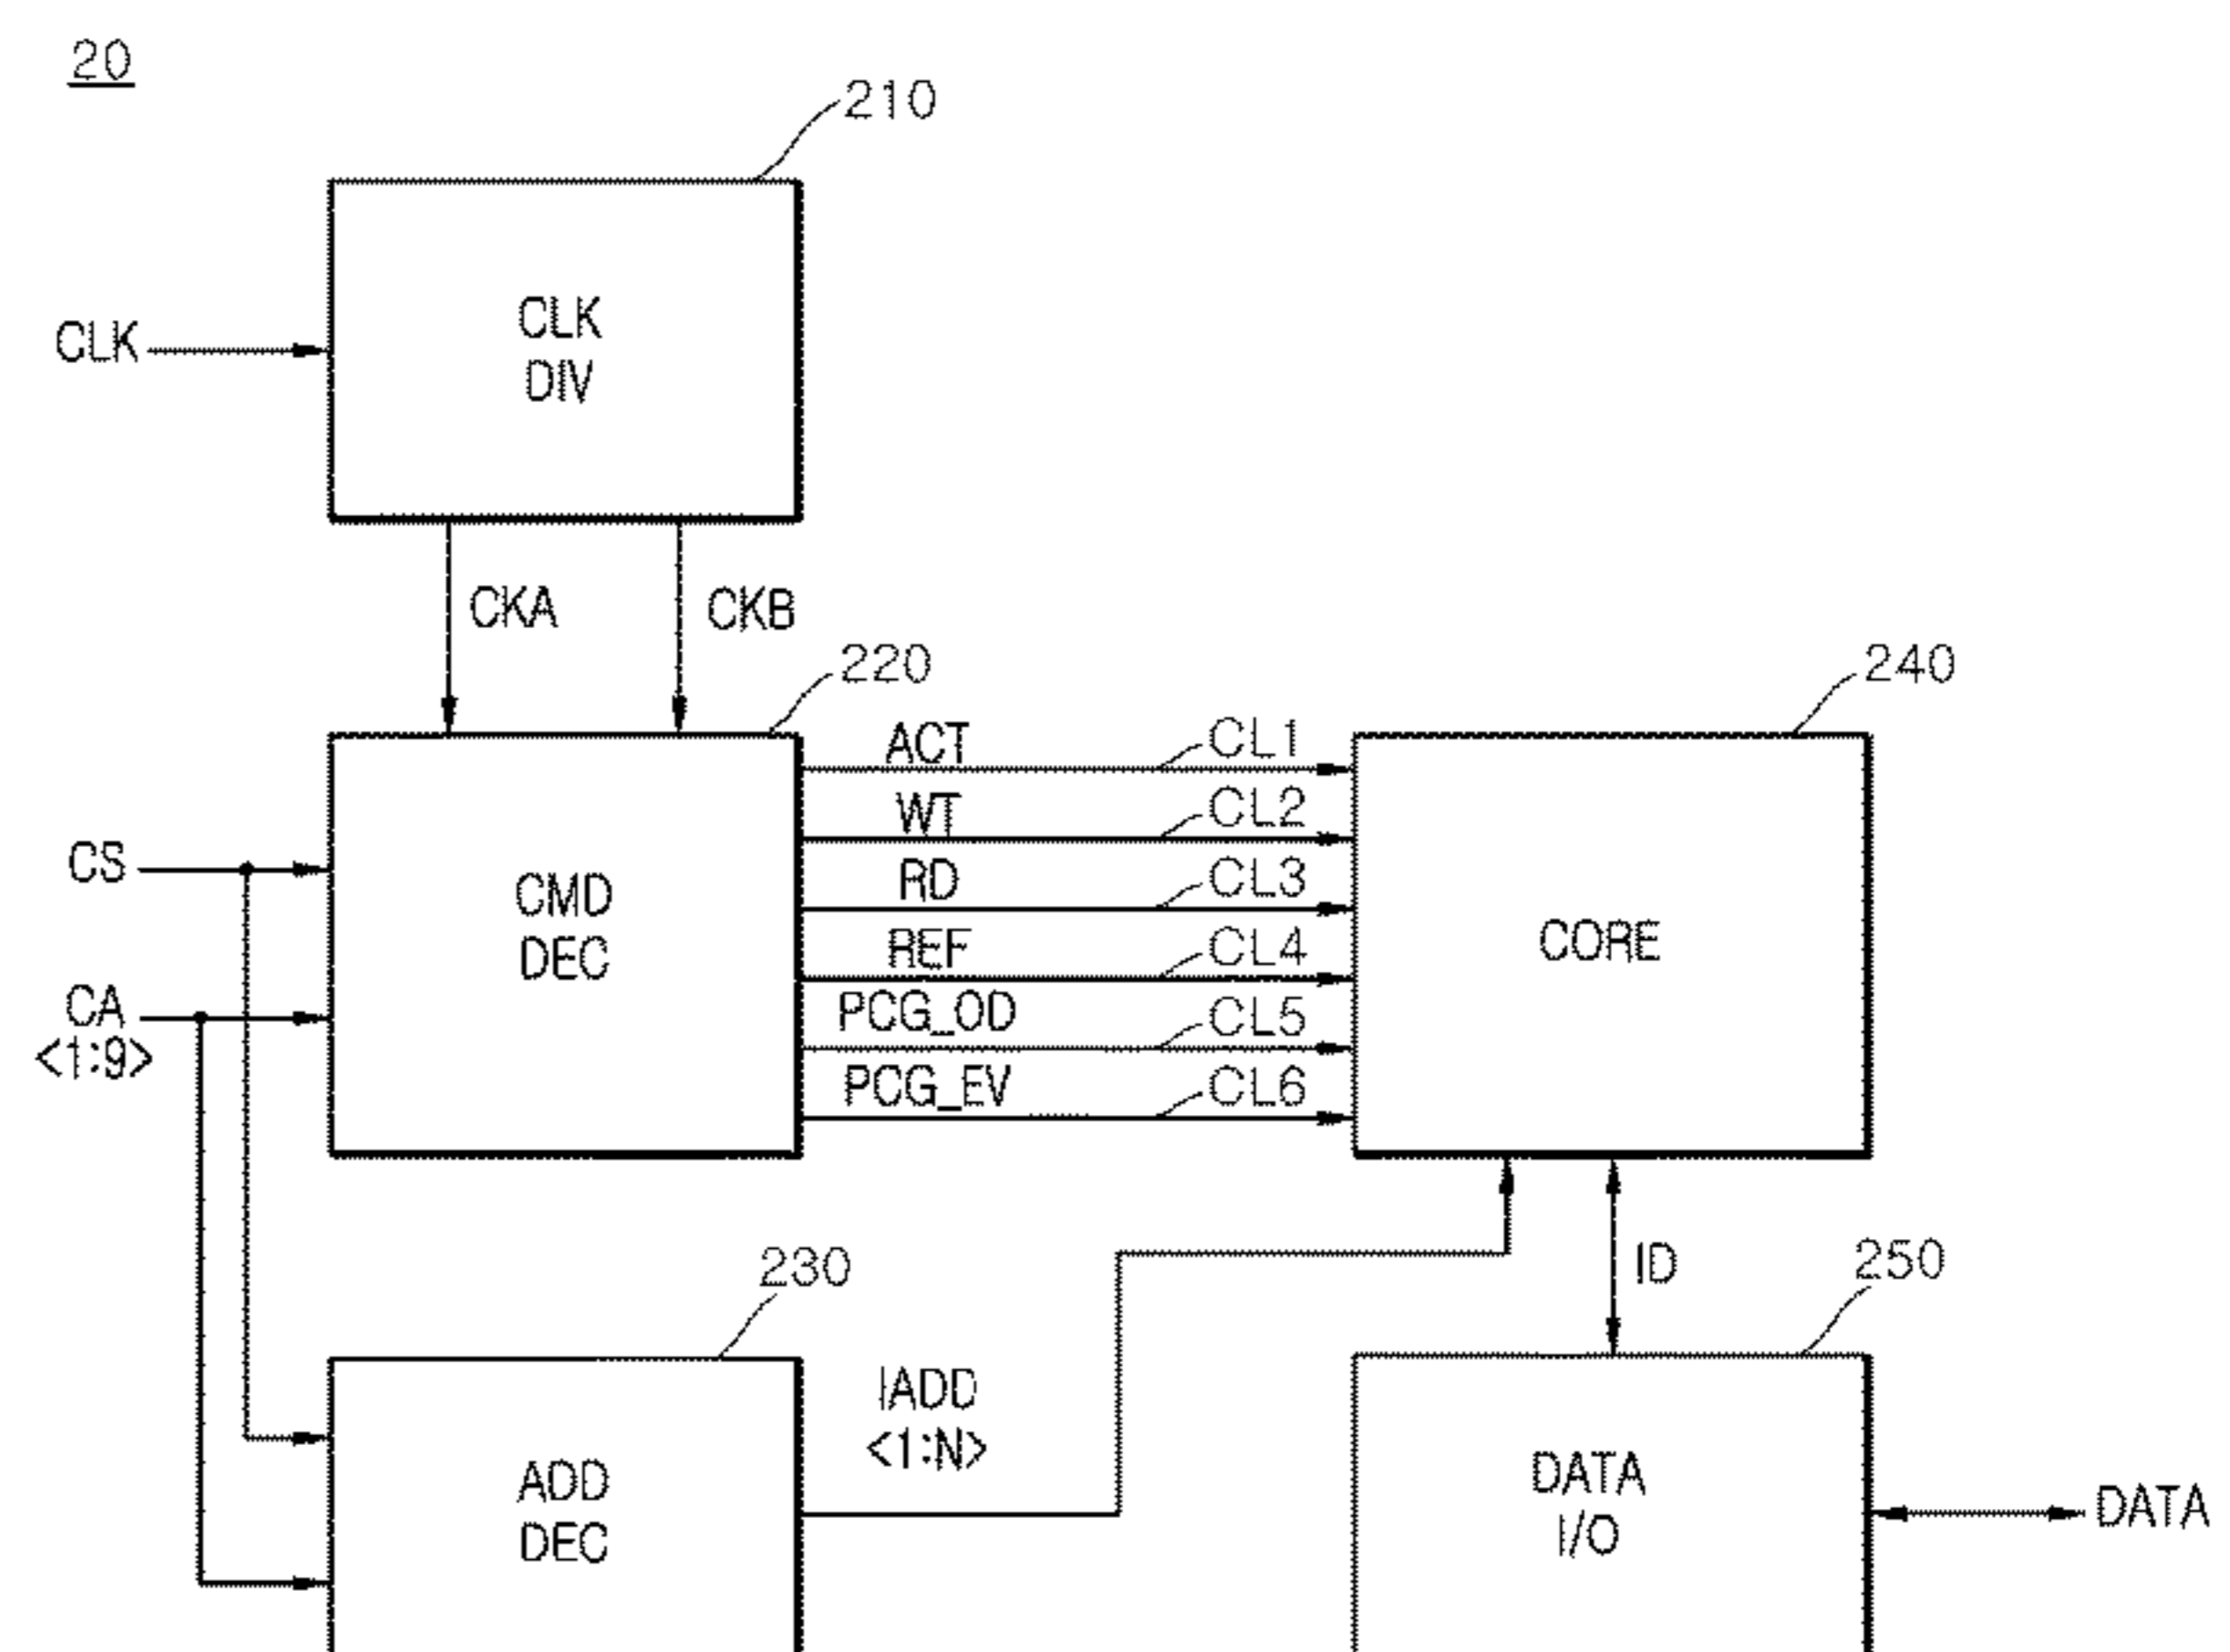 20
210
CLK
CLK
DIV
CKA
CKB
220
240
ACT
CL1
WT
CL2
RD
CL3
REF
CL4
PCG_OD
CL5
PCG_EV
CL6
CS
CA
<1:9>
CMD
DEC
CORE
230
ID
250
IADD
<1:N>
ADD
DEC
DATA
I/O
DATA